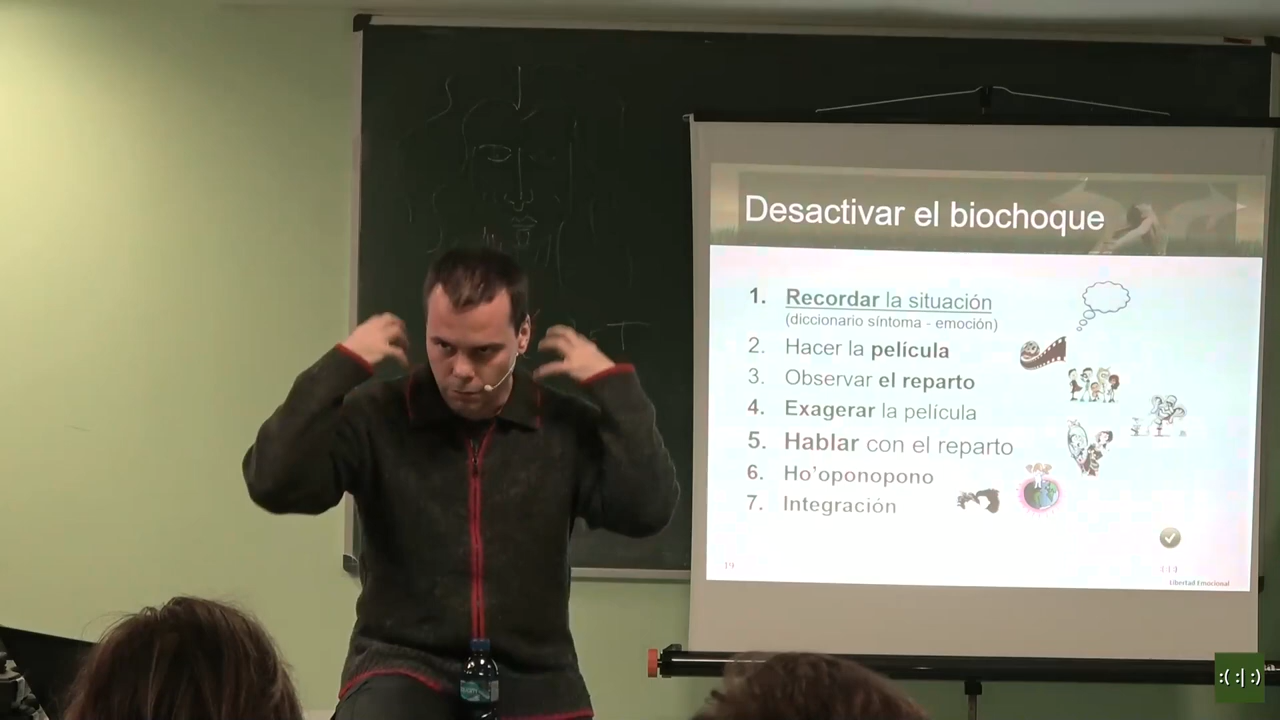 Desactivar el biochoque
1. Recordar la situación
(diccionario síntoma - emoción)
2. Hacer la película
3. Observar el reparto
4. Exagerar la película
5. Hablar con el reparto
6. Ho'oponopono
7. Integración
19
Libertad Emocional
:( :| :)